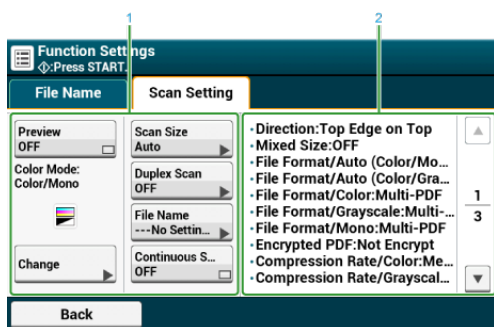 1
2
Function Settings
:Press START.
File Name
Scan Setting
Preview
OFF
Color Mode:
Color/Mono
Change
Scan Size
Auto
Duplex Scan
OFF
File Name
---No Settin...
Continuous S...
OFF
・Direction:Top Edge on Top
・Mixed Size:OFF
・File Format/Auto (Color/Mo...
・File Format/Auto (Color/Gra...
・File Format/Color:Multi-PDF
・File Format/Grayscale:Multi-...
・File Format/Mono:Multi-PDF
・Encrypted PDF:Not Encrypt
・Compression Rate/Color:Me...
・Compression Rate/Grayscal...
1
3
Back